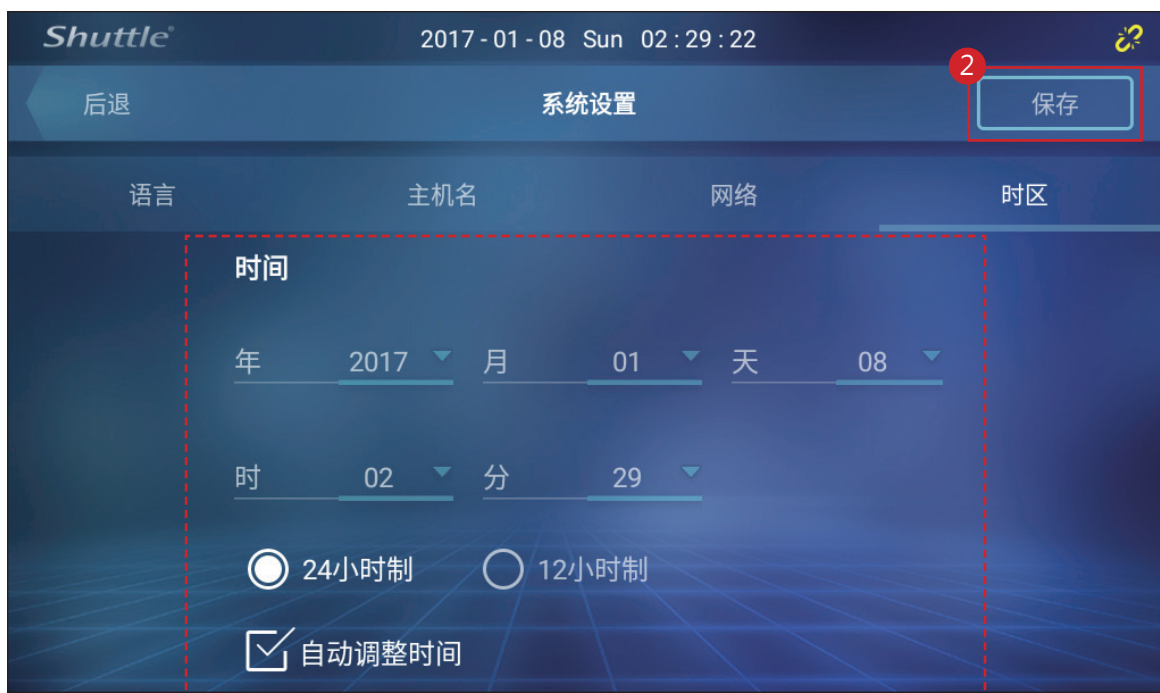 Shuttle® 2017-01-08 Sun 02:29:22
2
后退 系统设置 保存
语言 主机名 网络 时区
时间
年 2017 月 01 天 08
时 02 分 29
24小时制 12小时制
自动调整时间